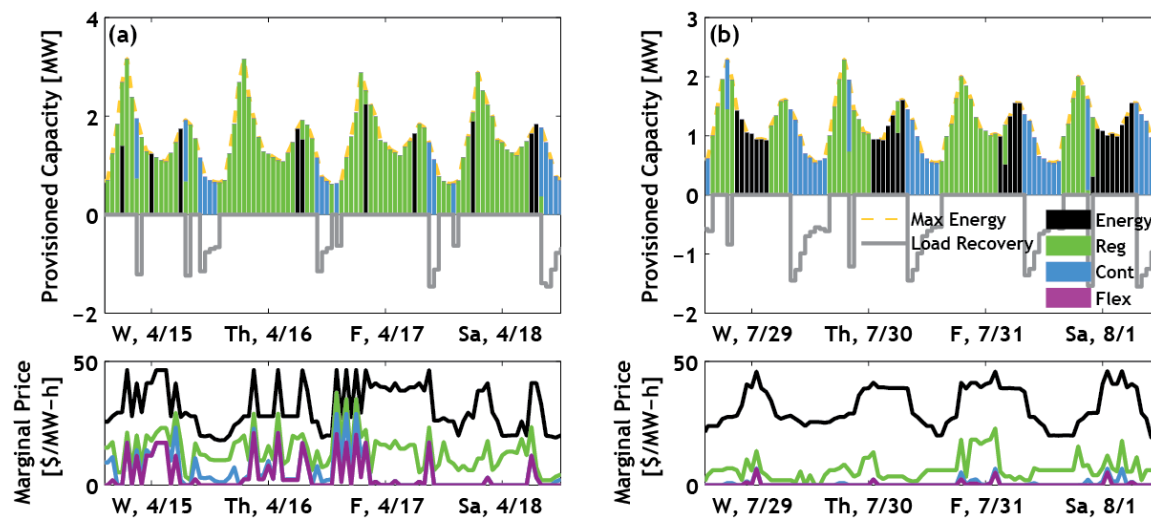 (a)
Provisioned Capacity [MW]
4
2
0
−2
W, 4/15 Th, 4/16 F, 4/17 Sa, 4/18
Marginal Price
[$/MW-h]
50
0
W, 4/15 Th, 4/16 F, 4/17 Sa, 4/18
(b)
Provisioned Capacity [MW]
3
2
1
0
−1
−2
Max Energy
Load Recovery
Energy
Reg
Cont
Flex
W, 7/29 Th, 7/30 F, 7/31 Sa, 8/1
Marginal Price
[$/MW-h]
50
0
W, 7/29 Th, 7/30 F, 7/31 Sa, 8/1